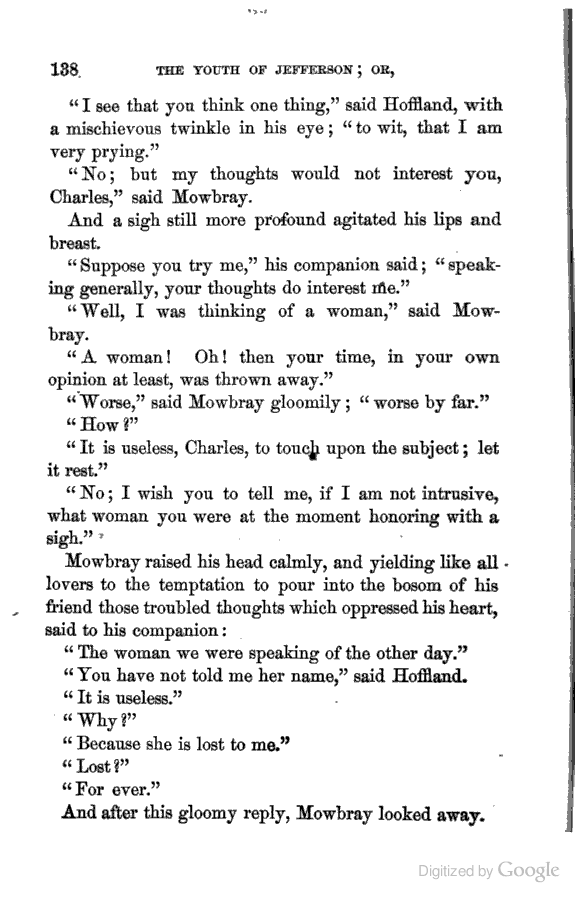 138 THE YOUTH OF JEFFERSON; OR,
“I see that you think one thing,” said Hoffland, with
a mischievous twinkle in his eye; “to wit, that I am
very prying.”
“No; but my thoughts would not interest you,
Charles,” said Mowbray.
And a sigh still more profound agitated his lips and
breast.
“Suppose you try me,” his companion said; “speak-
ing generally, your thoughts do interest me.”
“Well, I was thinking of a woman,” said Mow-
bray.
“A woman! Oh! then your time, in your own
opinion at least, was thrown away.”
“Worse,” said Mowbray gloomily; “worse by far.”
“How?”
“It is useless, Charles, to touch upon the subject; let
it rest.”
“No; I wish you to tell me, if I am not intrusive,
what woman you were at the moment honoring with a
sigh.”
Mowbray raised his head calmly, and yielding like all
lovers to the temptation to pour into the bosom of his
friend those troubled thoughts which oppressed his heart,
said to his companion:
“The woman we were speaking of the other day.”
“You have not told me her name,” said Hoffland.
“It is useless.”
“Why?”
“Because she is lost to me.”
“Lost?”
“For ever.”
And after this gloomy reply, Mowbray looked away.
Digitized by Google